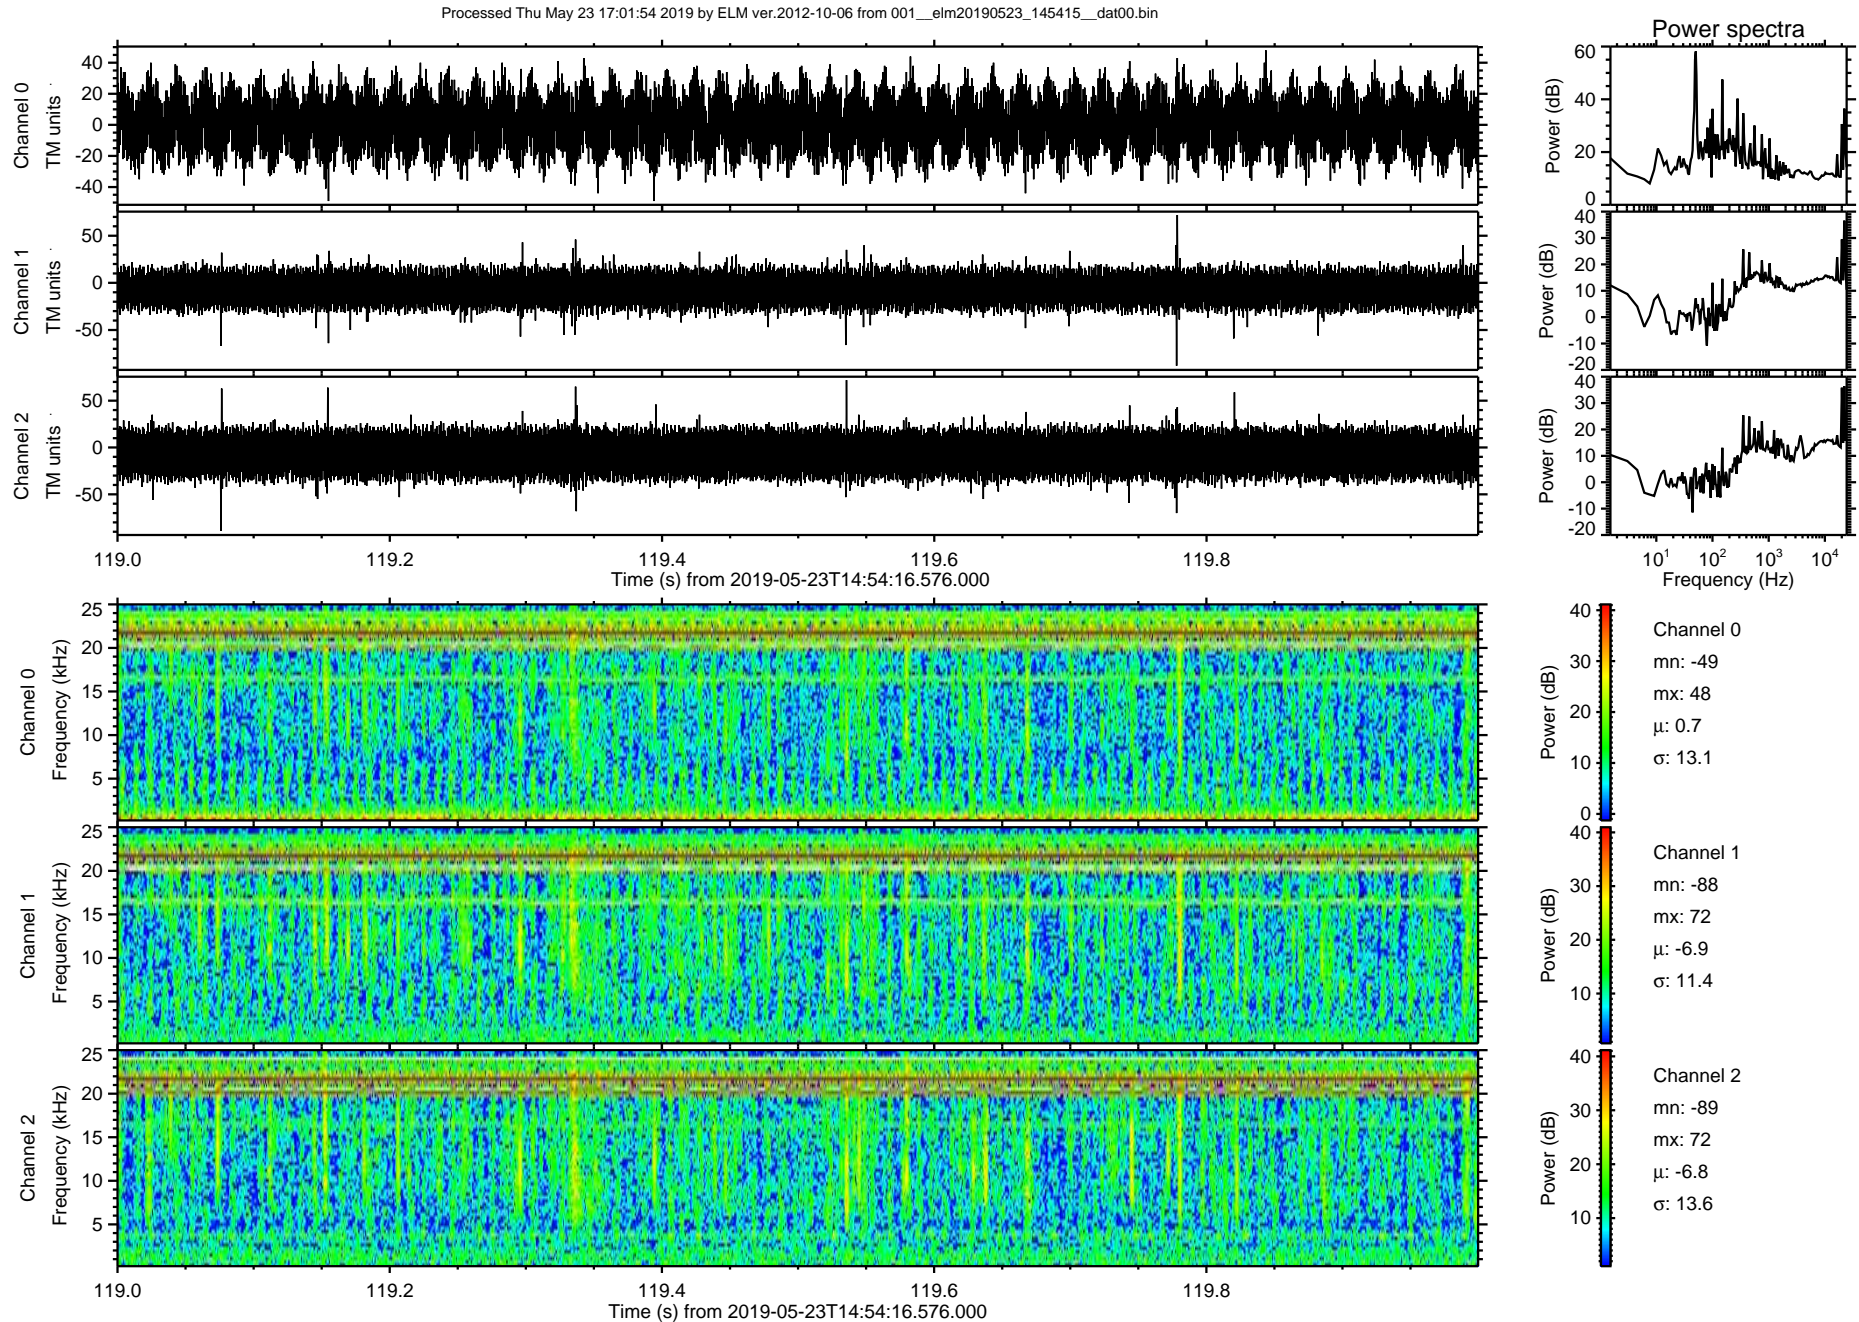 Processed Thu May 23 17:01:54 2019 by ELM ver.2012-10-06 from 001__elm20190523_145415__dat00.bin
Power spectra
Channel 0
TM units
40
20
0
-20
-40
Power (dB)
60
40
20
0
Channel 1
TM units
50
0
-50
Power (dB)
40
30
20
10
0
-10
-20
Channel 2
TM units
50
0
-50
Power (dB)
40
30
20
10
0
-10
-20
119.0 119.2 119.4 119.6 119.8
Time (s) from 2019-05-23T14:54:16.576.000
10¹ 10² 10³ 10⁴
Frequency (Hz)
Channel 0
Frequency (kHz)
25
20
15
10
5
Power (dB)
40
30
20
10
0
Channel 0
mn: -49
mx: 48
μ: 0.7
σ: 13.1
Channel 1
Frequency (kHz)
25
20
15
10
5
Power (dB)
40
30
20
10
Channel 1
mn: -88
mx: 72
μ: -6.9
σ: 11.4
Channel 2
Frequency (kHz)
25
20
15
10
5
Power (dB)
40
30
20
10
Channel 2
mn: -89
mx: 72
μ: -6.8
σ: 13.6
119.0 119.2 119.4 119.6 119.8
Time (s) from 2019-05-23T14:54:16.576.000